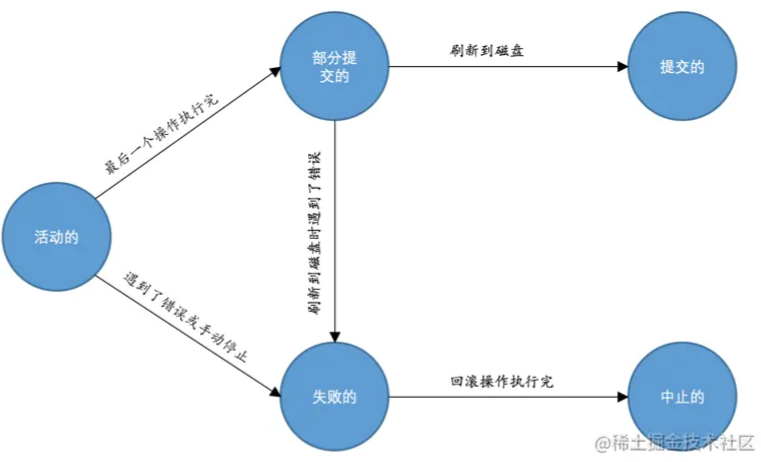 部分提
交的
刷新到磁盘
提交的
最后一个操作执行完
刷新到磁盘时遇到了错误
活动的
遇到了错误或手动停止
失败的
回滚操作执行完
中止的
@稀土掘金技术社区